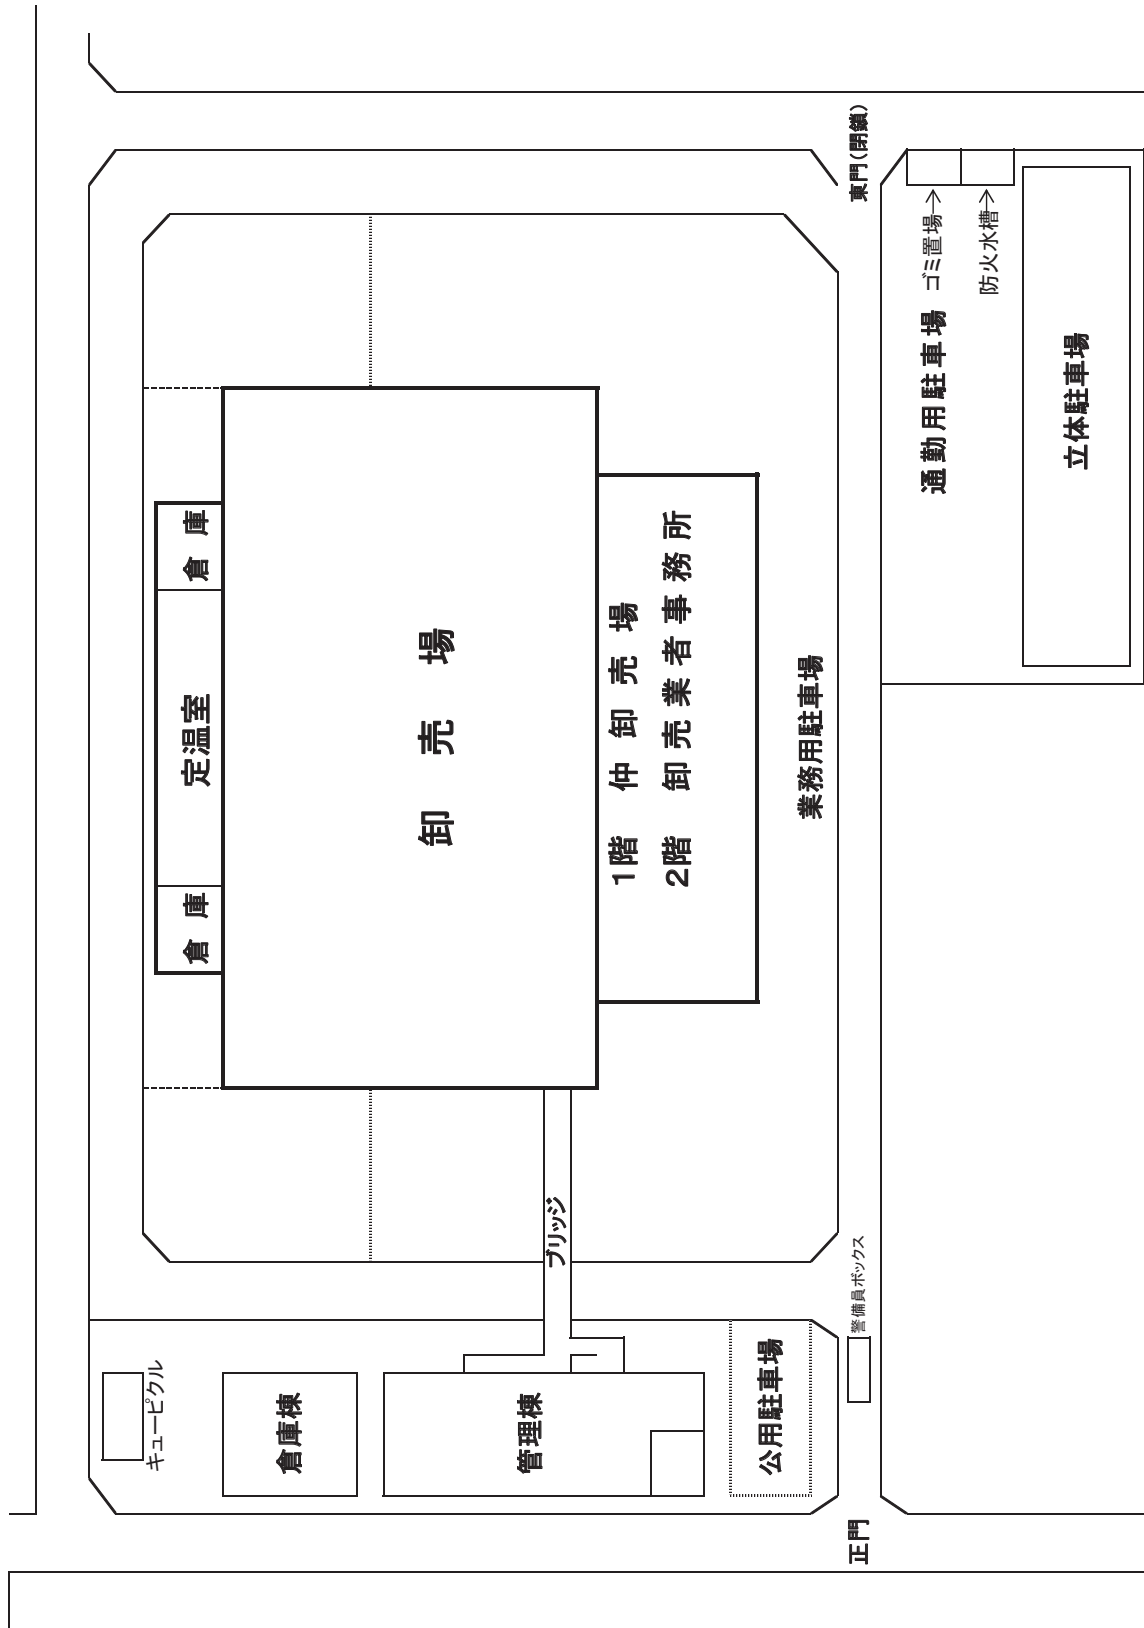 東門（閉鎖）
ゴミ置場→
防火水槽→
通勤用駐車場
立体駐車場
倉庫
定温室
倉庫
卸売場
1階 仲卸売場
2階 卸売業者事務所
業務用駐車場
ブリッジ
警備員ボックス
キュービクル
倉庫棟
管理棟
公用駐車場
正門